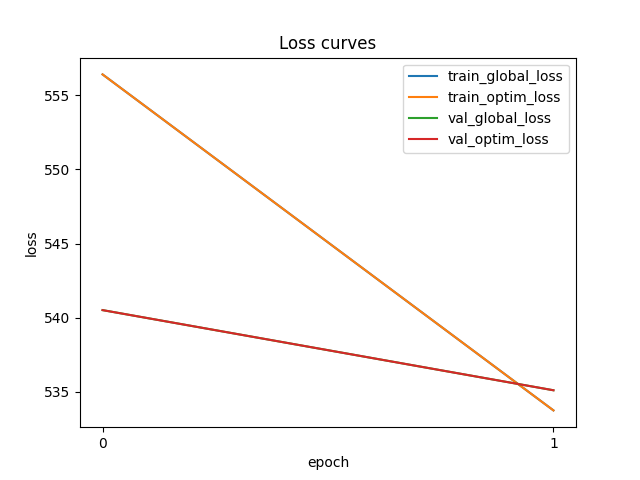 Loss curves
train_global_loss
train_optim_loss
val_global_loss
val_optim_loss
555
550
545
540
535
loss
0
1
epoch